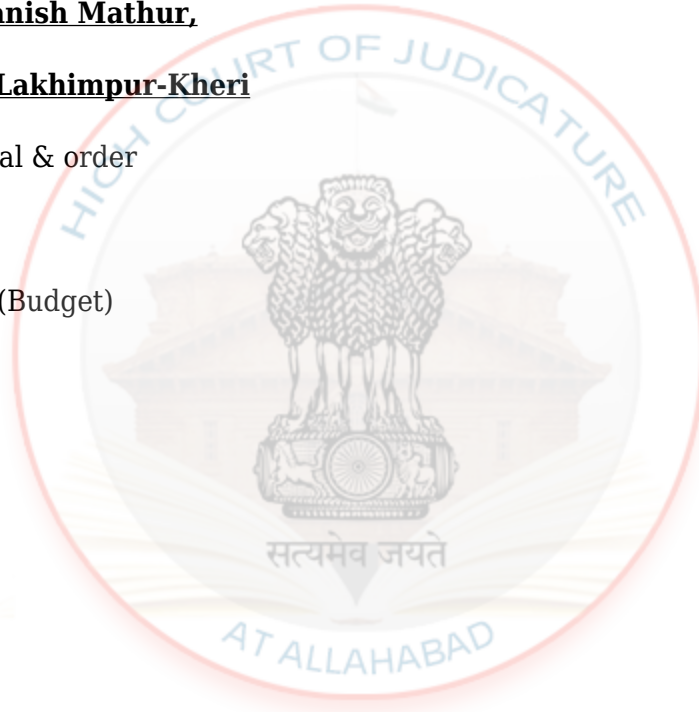 anish Mathur,
Lakhimpur-Kheri
al & order
(Budget)
HIGH COURT OF JUDICATURE
सत्यमेव जयते
AT ALLAHABAD